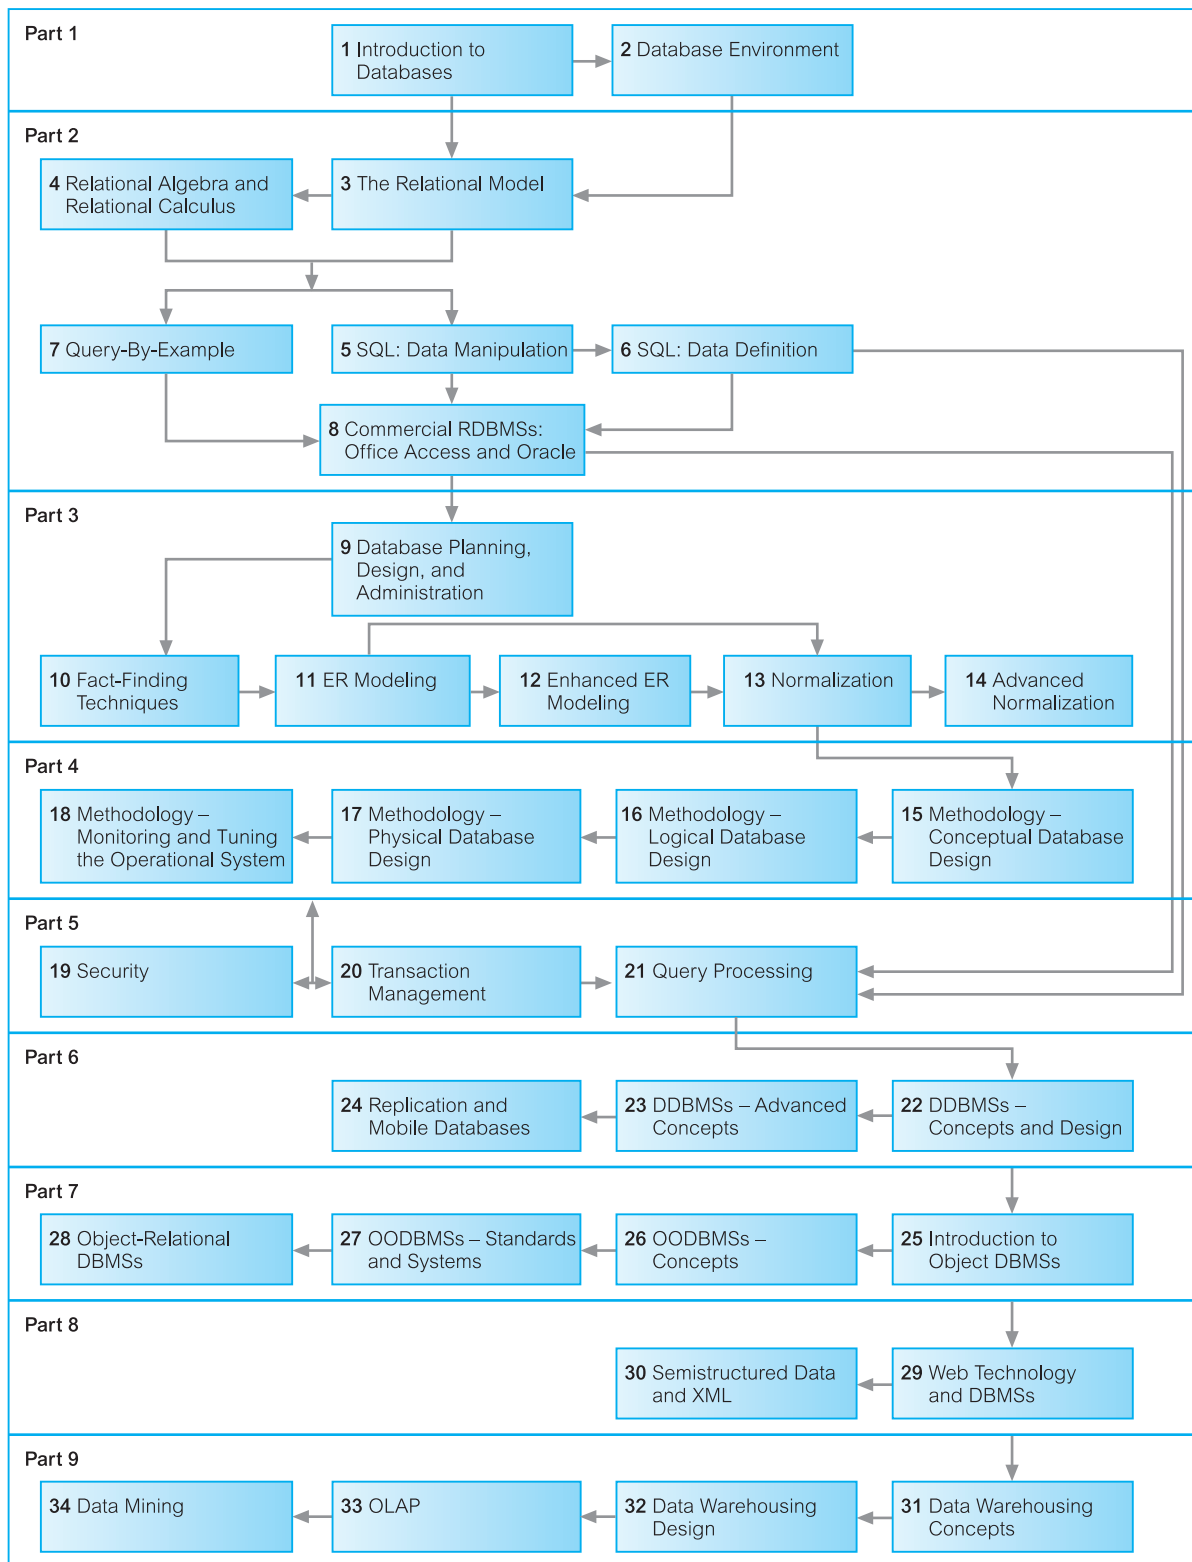 Part 1
1 Introduction to
Databases
2 Database Environment
Part 2
4 Relational Algebra and
Relational Calculus
3 The Relational Model
7 Query-By-Example
5 SQL: Data Manipulation
6 SQL: Data Definition
8 Commercial RDBMSs:
Office Access and Oracle
Part 3
9 Database Planning,
Design, and
Administration
10 Fact-Finding
Techniques
11 ER Modeling
12 Enhanced ER
Modeling
13 Normalization
14 Advanced
Normalization
Part 4
18 Methodology –
Monitoring and Tuning
the Operational System
17 Methodology –
Physical Database
Design
16 Methodology –
Logical Database
Design
15 Methodology –
Conceptual Database
Design
Part 5
19 Security
20 Transaction
Management
21 Query Processing
Part 6
24 Replication and
Mobile Databases
23 DDBMSs – Advanced
Concepts
22 DDBMSs –
Concepts and Design
Part 7
28 Object-Relational
DBMSs
27 OODBMSs – Standards
and Systems
26 OODBMSs –
Concepts
25 Introduction to
Object DBMSs
Part 8
30 Semistructured Data
and XML
29 Web Technology
and DBMSs
Part 9
34 Data Mining
33 OLAP
32 Data Warehousing
Design
31 Data Warehousing
Concepts